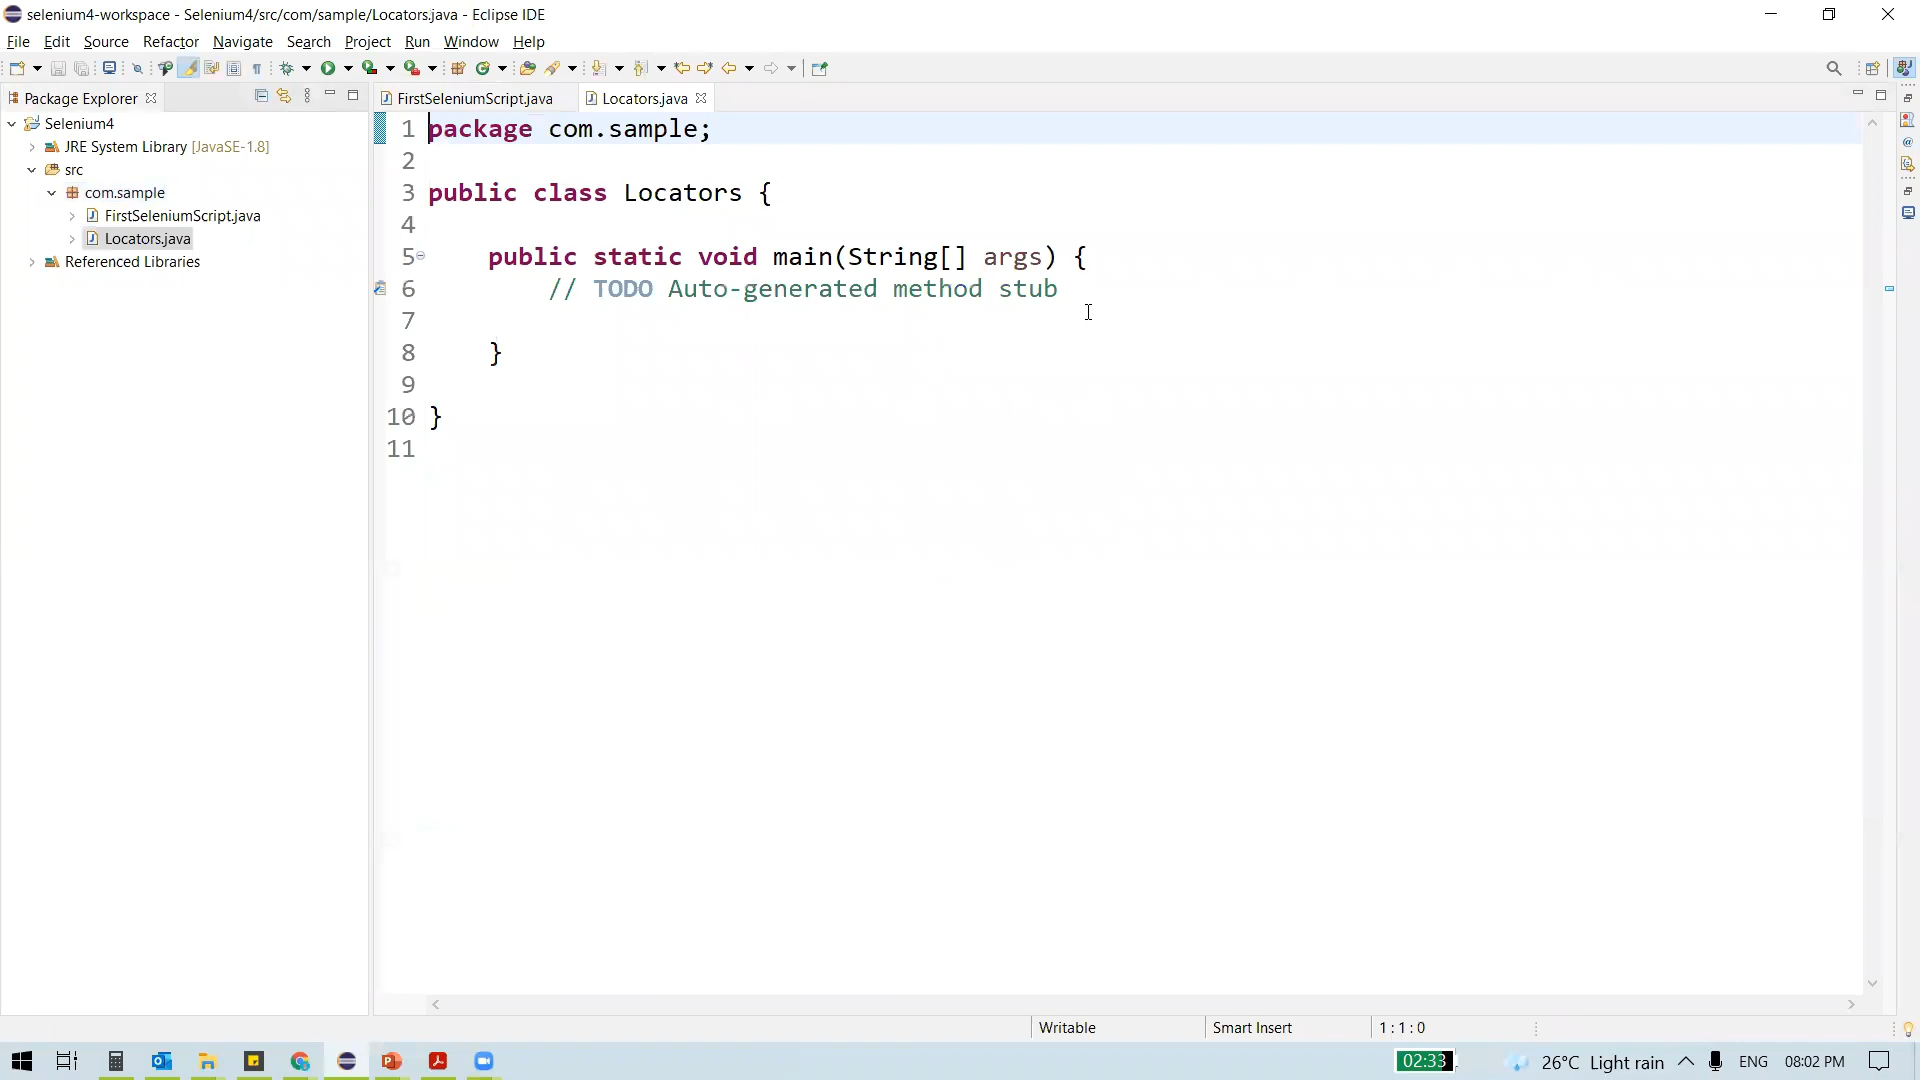 selenium4-workspace - Selenium4/src/com/sample/Locators.java - Eclipse IDE
File Edit Source Refactor Navigate Search Project Run Window Help
Package Explorer
FirstSeleniumScript.java
Locators.java
Selenium4
JRE System Library [JavaSE-1.8]
src
com.sample
FirstSeleniumScript.java
Locators.java
Referenced Libraries
1 package com.sample;
2
3 public class Locators {
4
5 public static void main(String[] args) {
6 // TODO Auto-generated method stub
7
8 }
9
10 }
11
Writable
Smart Insert
1 : 1 : 0
02:33
26°C Light rain
ENG
08:02 PM